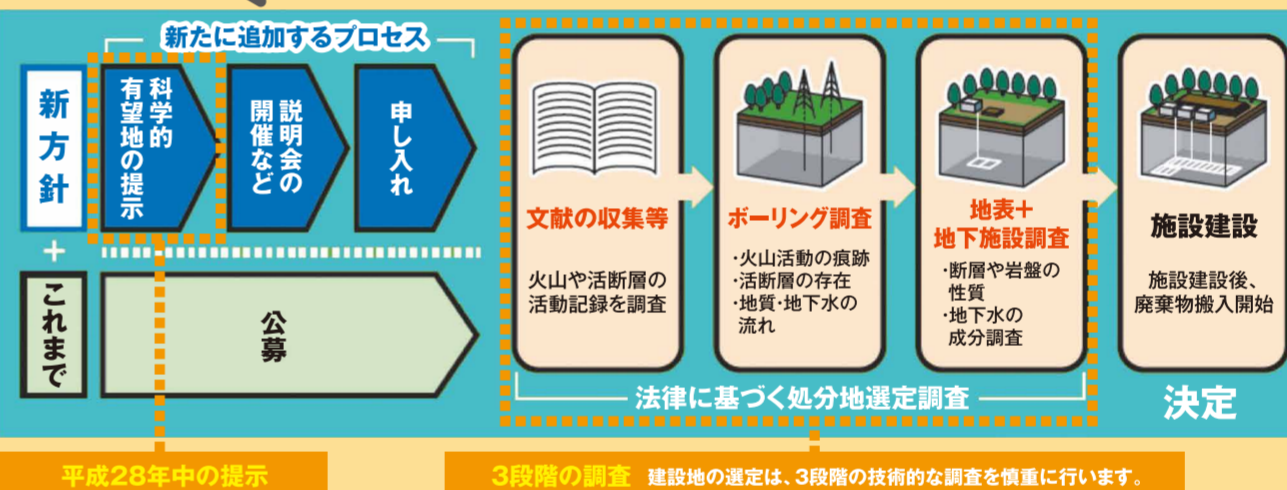 新たに追加するプロセス
新方針
科学的
有望地の提示
説明会の
開催など
申し入れ
+
これまで
公募
文献の収集等
火山や活断層の
活動記録を調査
ボーリング調査
・火山活動の痕跡
・活断層の存在
・地質・地下水の
流れ
地表+
地下施設調査
・断層や岩盤の
性質
・地下水の
成分調査
施設建設
施設建設後、
廃棄物搬入開始
法律に基づく処分地選定調査
決定
平成28年中の提示
3段階の調査 建設地の選定は、3段階の技術的な調査を慎重に行います。